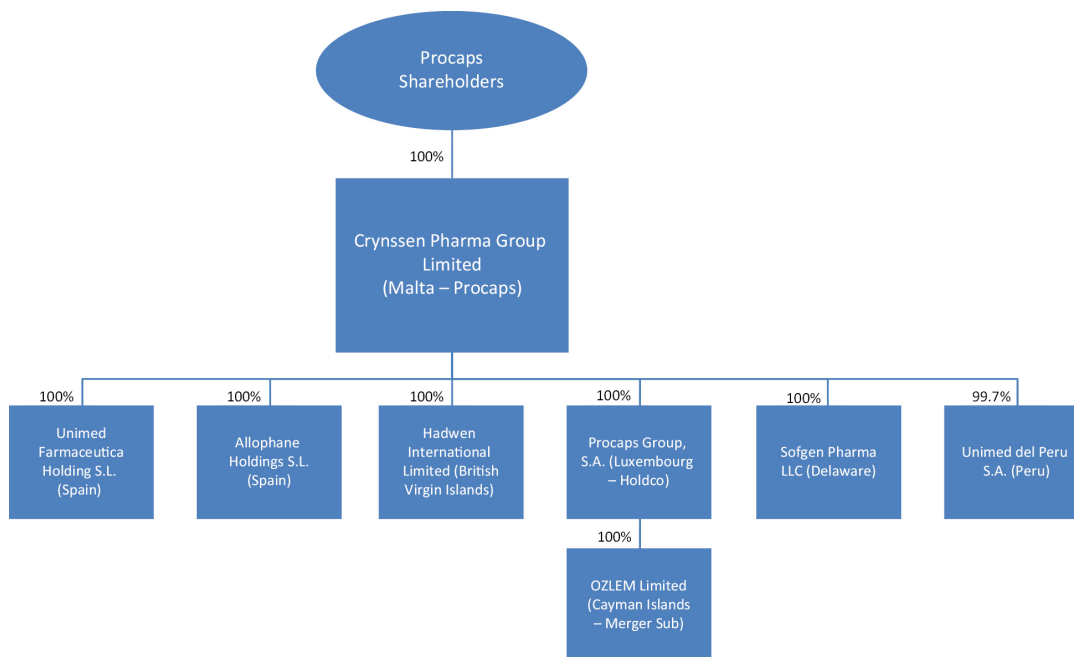 Procaps
Shareholders
100%
Crynssen Pharma Group
Limited
(Malta – Procaps)
100%
100%
100%
100%
100%
99.7%
Unimed
Farmaceutica
Holding S.L.
(Spain)
Allophane
Holdings S.L.
(Spain)
Hadwen
International
Limited (British
Virgin Islands)
Procaps Group,
S.A. (Luxembourg
– Holdco)
Sofgen Pharma
LLC (Delaware)
Unimed del Peru
S.A. (Peru)
100%
OZLEM Limited
(Cayman Islands
– Merger Sub)